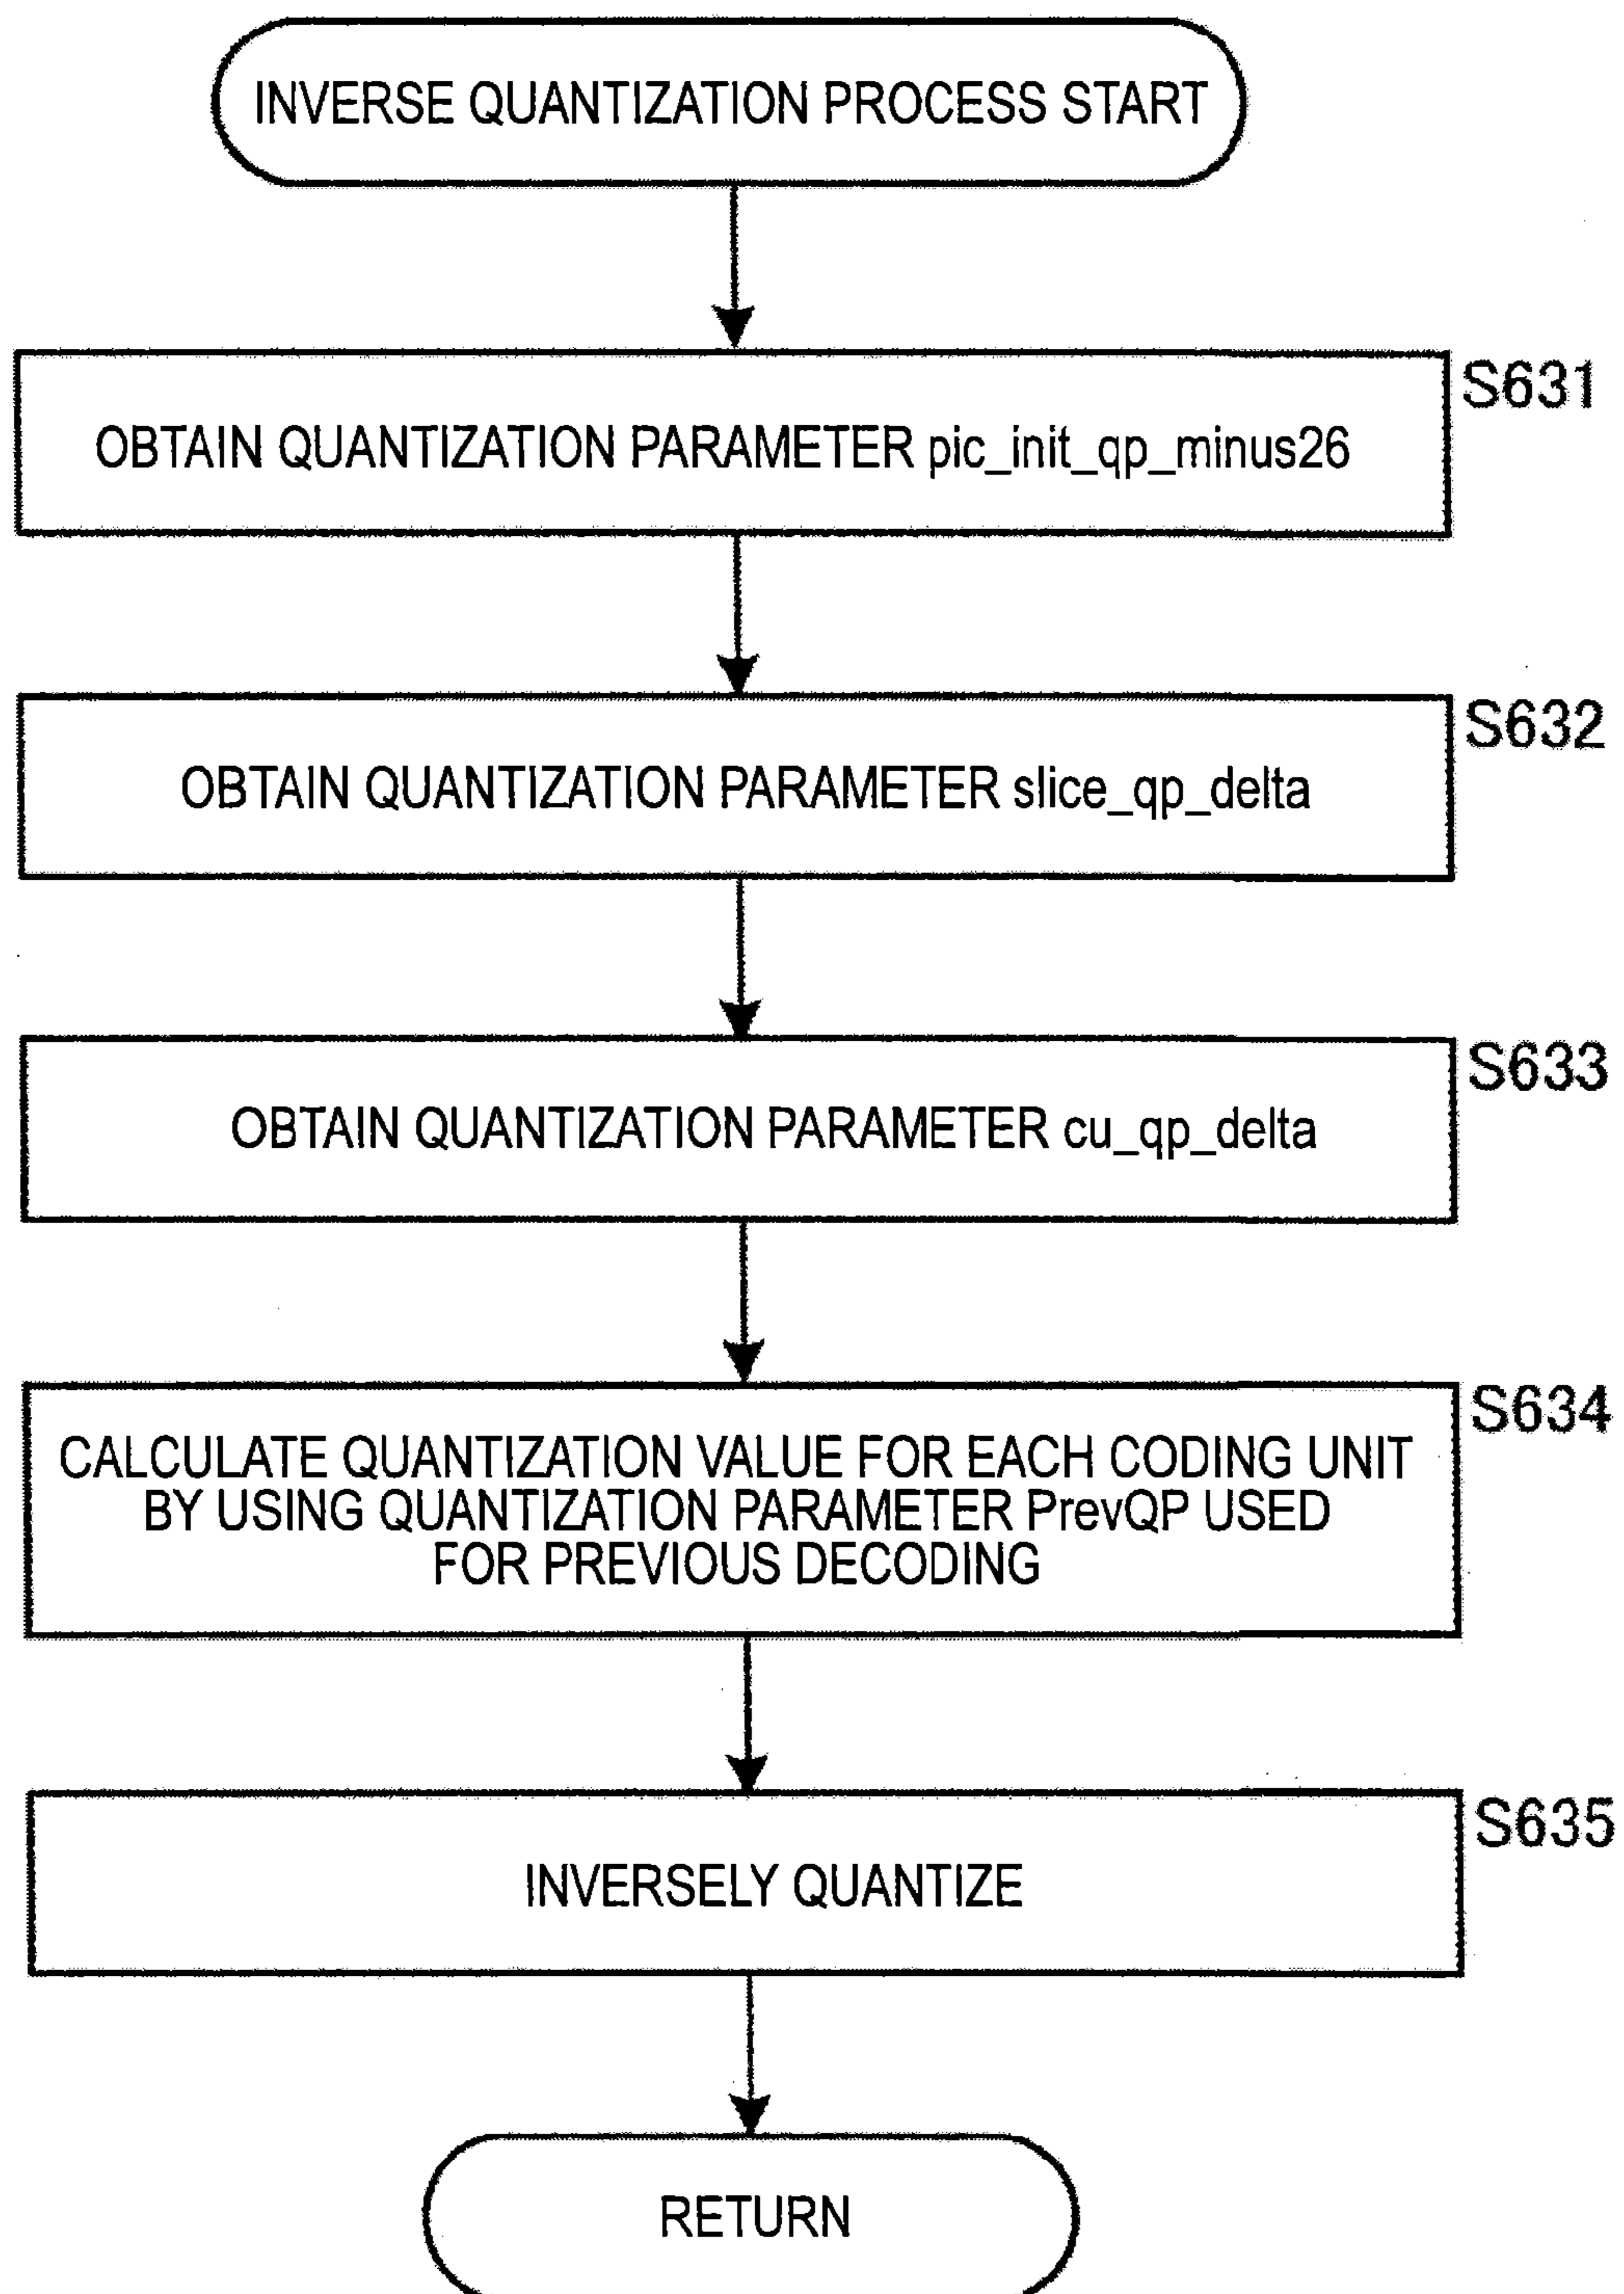 INVERSE QUANTIZATION PROCESS START
S631
OBTAIN QUANTIZATION PARAMETER pic_init_qp_minus26
S632
OBTAIN QUANTIZATION PARAMETER slice_qp_delta
S633
OBTAIN QUANTIZATION PARAMETER cu_qp_delta
S634
CALCULATE QUANTIZATION VALUE FOR EACH CODING UNIT
BY USING QUANTIZATION PARAMETER PrevQP USED
FOR PREVIOUS DECODING
S635
INVERSELY QUANTIZE
RETURN